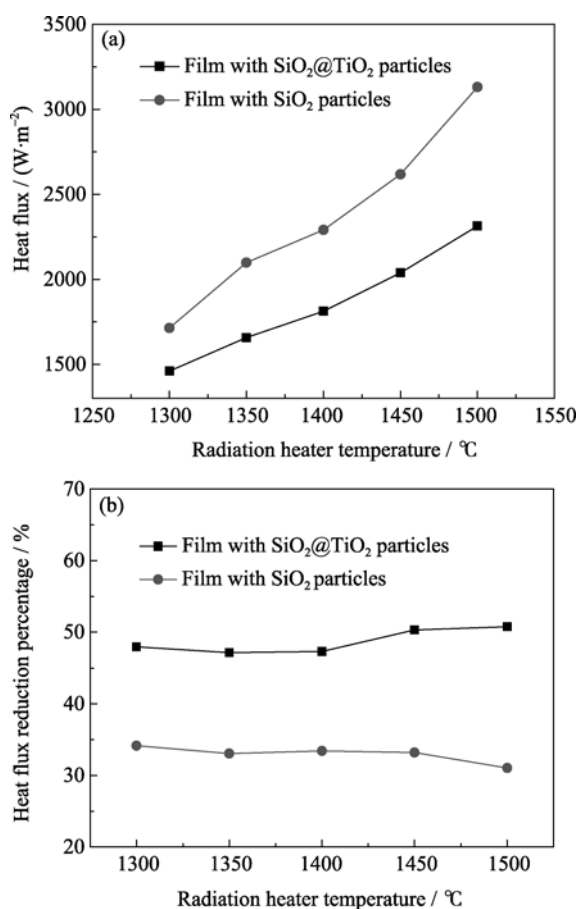 (a)
Film with SiO₂@TiO₂ particles
Film with SiO₂ particles
Heat flux / (W·m⁻²)
3500
3000
2500
2000
1500
1250 1300 1350 1400 1450 1500 1550
Radiation heater temperature / ℃
(b)
Film with SiO₂@TiO₂ particles
Film with SiO₂ particles
Heat flux reduction percentage / %
70
60
50
40
30
20
1300 1350 1400 1450 1500
Radiation heater temperature / ℃